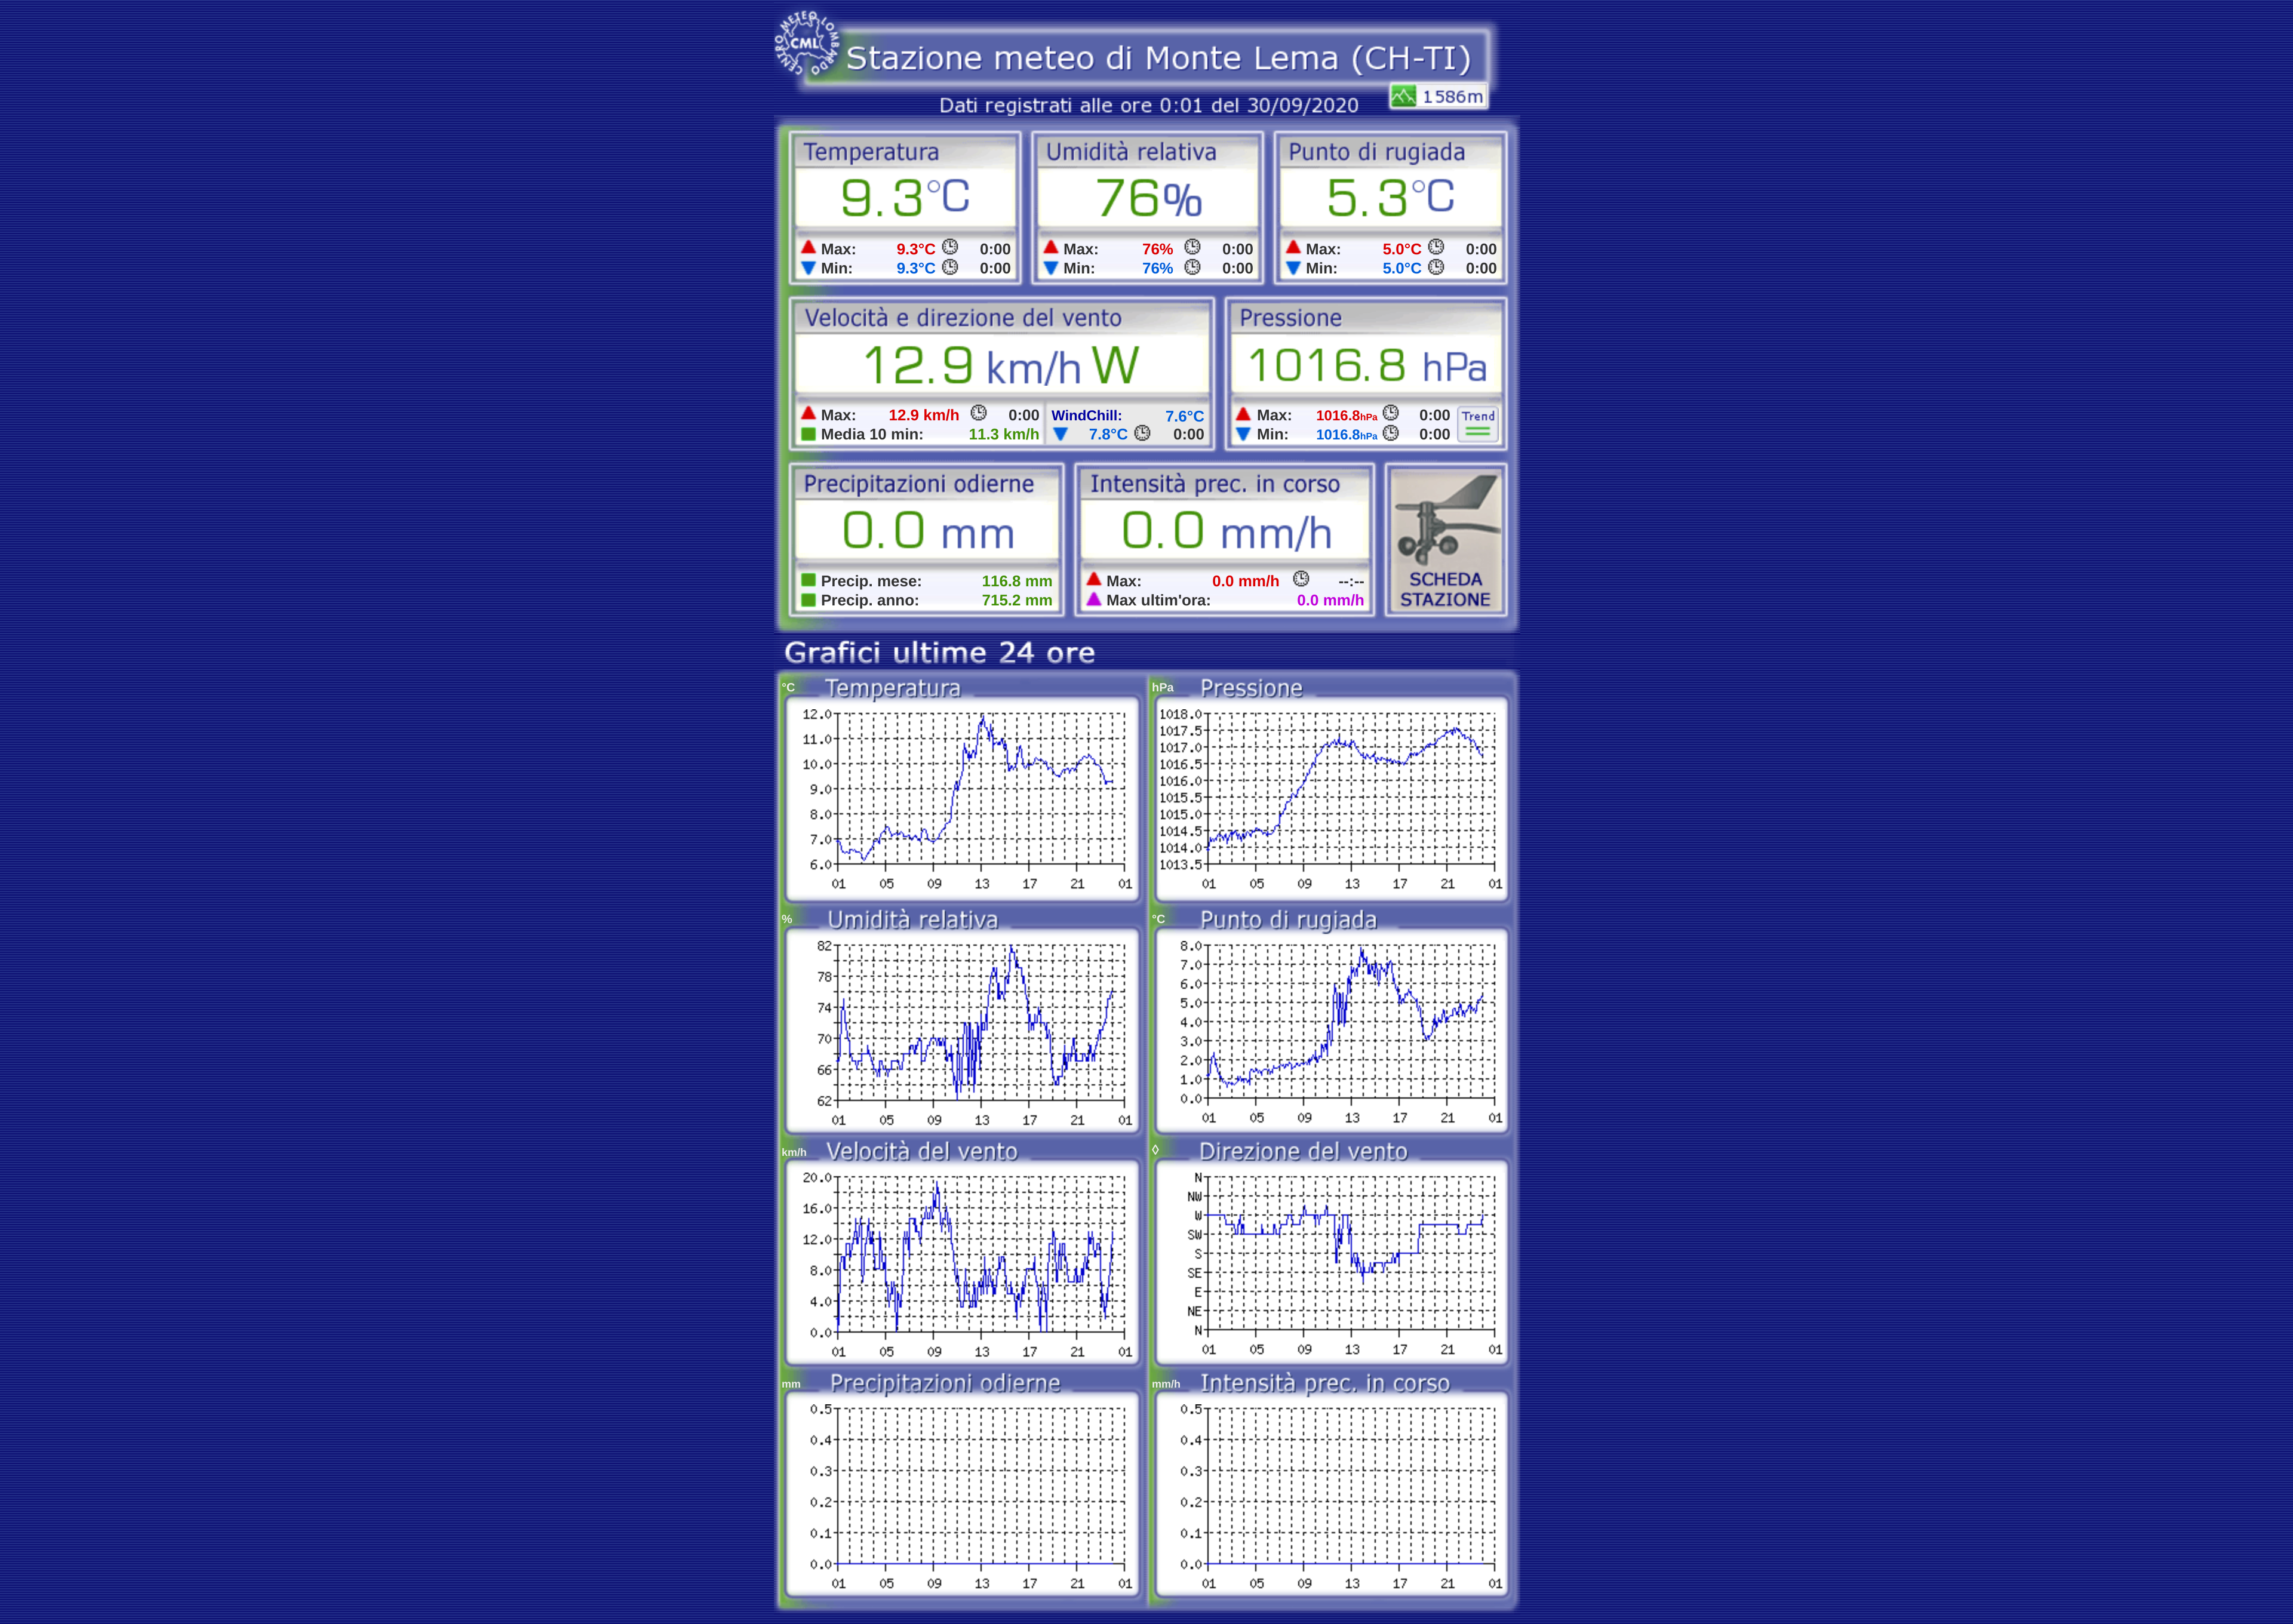 CENTRO METEO LOMBARDO
CML
Stazione meteo di Monte Lema (CH-TI)
1586m
Dati registrati alle ore 0:01 del 30/09/2020
Temperatura
9.3°C
Max: 9.3°C 0:00
Min: 9.3°C 0:00
Umidità relativa
76%
Max: 76% 0:00
Min: 76% 0:00
Punto di rugiada
5.3°C
Max: 5.0°C 0:00
Min: 5.0°C 0:00
Velocità e direzione del vento
12.9 km/h W
Max: 12.9 km/h 0:00
Media 10 min: 11.3 km/h
WindChill: 7.6°C
7.8°C 0:00
Pressione
1016.8 hPa
Max: 1016.8hPa 0:00
Min: 1016.8hPa 0:00
Trend
Precipitazioni odierne
0.0 mm
Precip. mese: 116.8 mm
Precip. anno: 715.2 mm
Intensità prec. in corso
0.0 mm/h
Max: 0.0 mm/h --:--
Max ultim'ora: 0.0 mm/h
SCHEDA
STAZIONE
Grafici ultime 24 ore
°C Temperatura
12.0
11.0
10.0
9.0
8.0
7.0
6.0
01 05 09 13 17 21 01
hPa Pressione
1018.0
1017.5
1017.0
1016.5
1016.0
1015.5
1015.0
1014.5
1014.0
1013.5
01 05 09 13 17 21 01
% Umidità relativa
82
78
74
70
66
62
01 05 09 13 17 21 01
°C Punto di rugiada
8.0
7.0
6.0
5.0
4.0
3.0
2.0
1.0
0.0
01 05 09 13 17 21 01
km/h Velocità del vento
20.0
16.0
12.0
8.0
4.0
0.0
01 05 09 13 17 21 01
◊ Direzione del vento
N
NW
W
SW
S
SE
E
NE
N
01 05 09 13 17 21 01
mm Precipitazioni odierne
0.5
0.4
0.3
0.2
0.1
0.0
01 05 09 13 17 21 01
mm/h Intensità prec. in corso
0.5
0.4
0.3
0.2
0.1
0.0
01 05 09 13 17 21 01